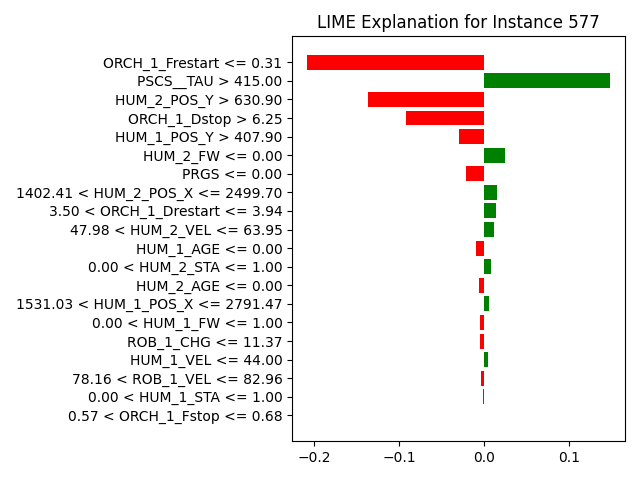 LIME Explanation for Instance 577
ORCH_1_Frestart <= 0.31
PSCS__TAU > 415.00
HUM_2_POS_Y > 630.90
ORCH_1_Dstop > 6.25
HUM_1_POS_Y > 407.90
HUM_2_FW <= 0.00
PRGS <= 0.00
1402.41 < HUM_2_POS_X <= 2499.70
3.50 < ORCH_1_Drestart <= 3.94
47.98 < HUM_2_VEL <= 63.95
HUM_1_AGE <= 0.00
0.00 < HUM_2_STA <= 1.00
HUM_2_AGE <= 0.00
1531.03 < HUM_1_POS_X <= 2791.47
0.00 < HUM_1_FW <= 1.00
ROB_1_CHG <= 11.37
HUM_1_VEL <= 44.00
78.16 < ROB_1_VEL <= 82.96
0.00 < HUM_1_STA <= 1.00
0.57 < ORCH_1_Fstop <= 0.68
−0.2 −0.1 0.0 0.1